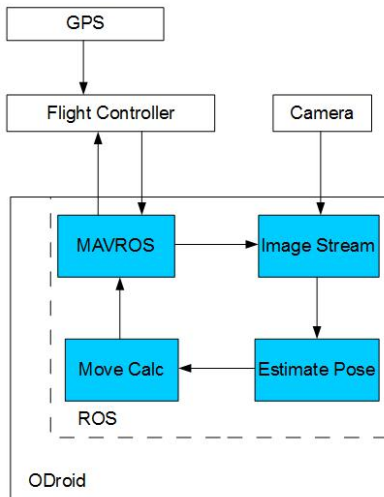 GPS
Flight Controller
Camera
MAVROS
Image Stream
Move Calc
Estimate Pose
ROS
ODroid